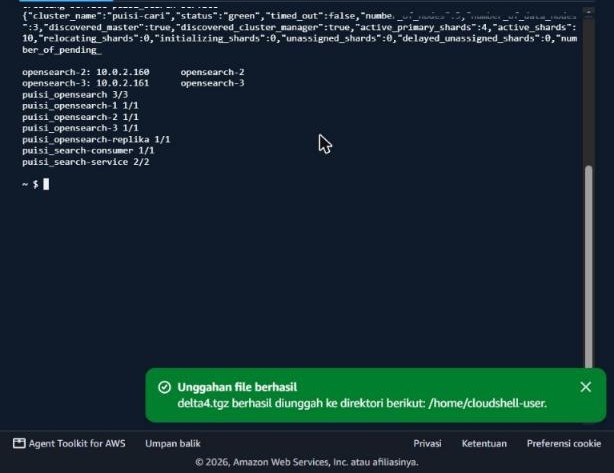 {"cluster_name":"puisi-cari","status":"green","timed_out":false,
":3,"discovered_master":true,"discovered_cluster_manager":true,"active_primary_shards":4,"active_shards":
10,"relocating_shards":0,"initializing_shards":0,"unassigned_shards":0,"delayed_unassigned_shards":0,"num
ber_of_pending_
opensearch-2: 10.0.2.160 opensearch-2
opensearch-3: 10.0.2.161 opensearch-3
puisi_opensearch 3/3
puisi_opensearch-1 1/1
puisi_opensearch-2 1/1
puisi_opensearch-3 1/1
puisi_opensearch-replika 1/1
puisi_search-consumer 1/1
puisi_search-service 2/2
~ $
Unggahan file berhasil
delta4.tgz berhasil diunggah ke direktori berikut: /home/cloudshell-user.
Agent Toolkit for AWS Umpan balik Privasi Ketentuan Preferensi cookie
© 2026, Amazon Web Services, Inc. atau afiliasinya.